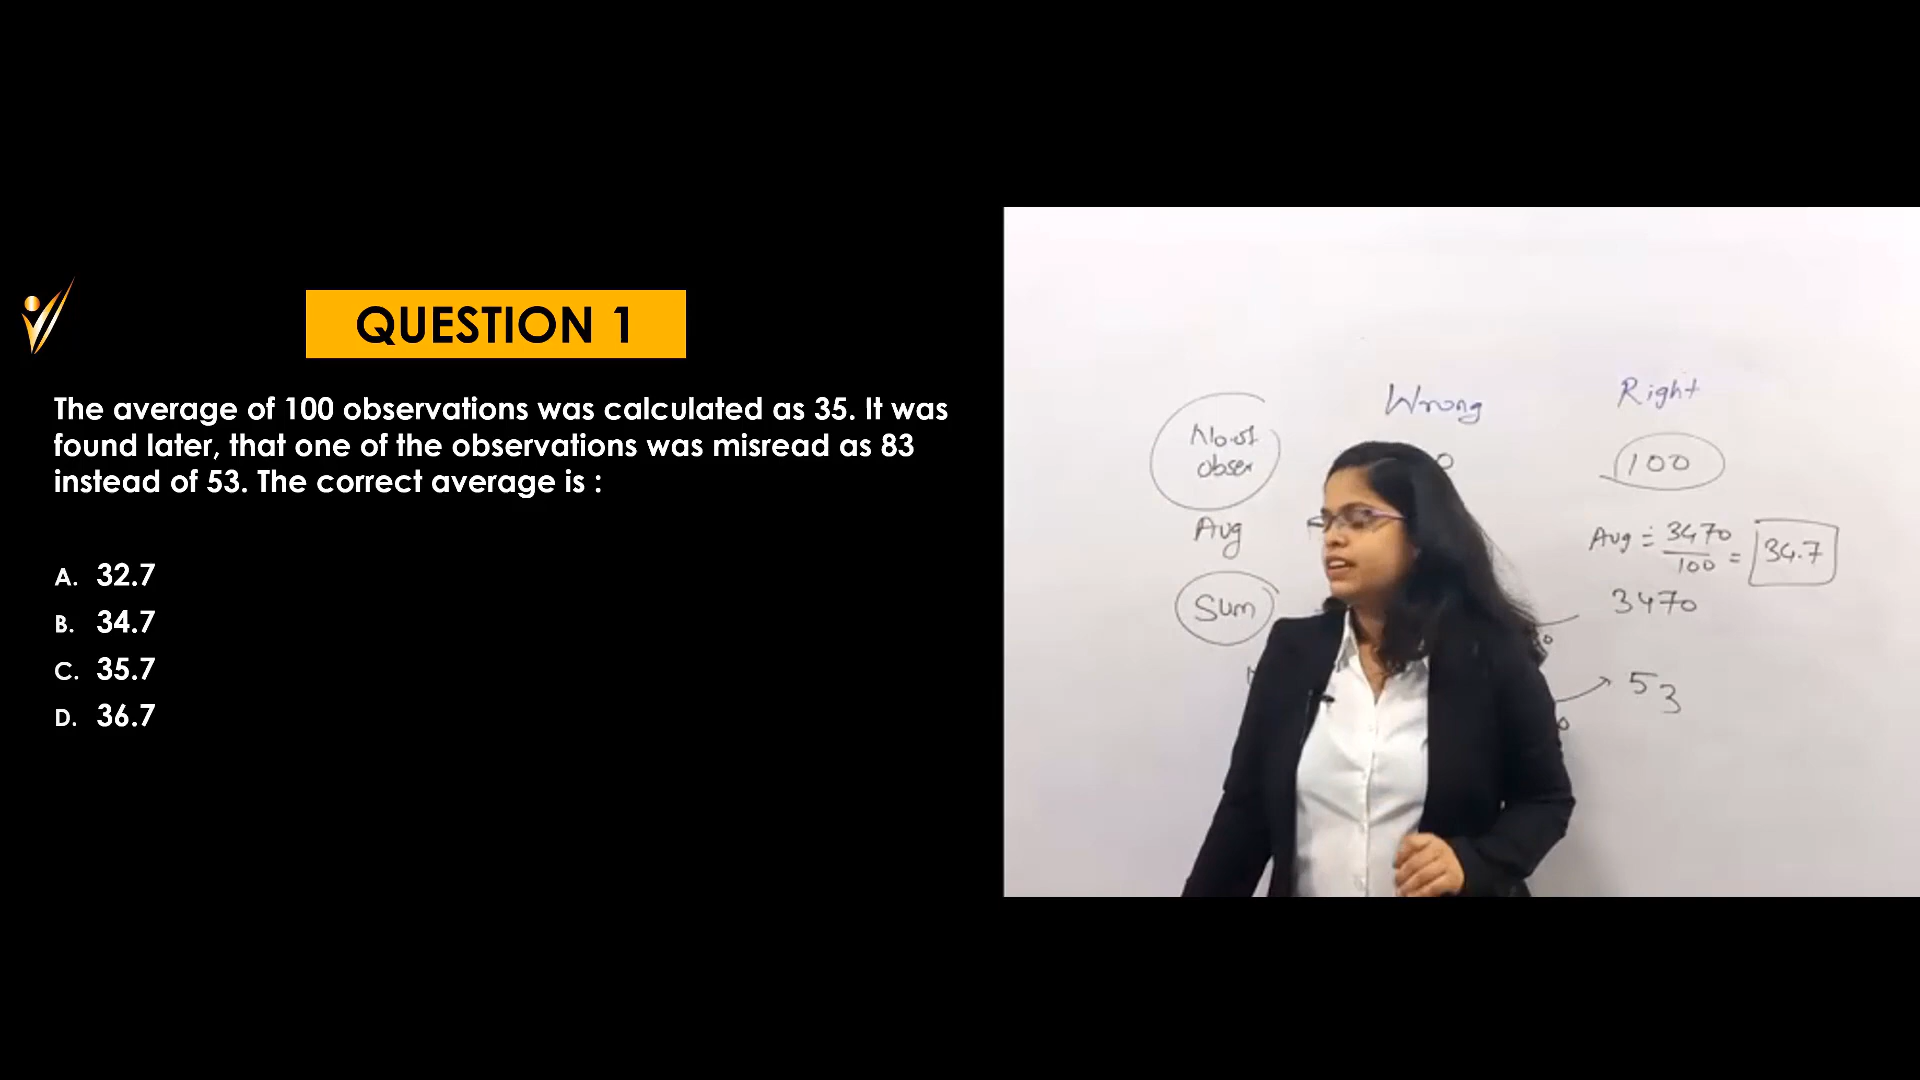 QUESTION 1
The average of 100 observations was calculated as 35. It was
found later, that one of the observations was misread as 83
instead of 53. The correct average is :
A. 32.7
B. 34.7
C. 35.7
D. 36.7
Wrong
Right
No. of
obser
100
Avg
Avg = 3470/100 = 34.7
Sum
3470
53